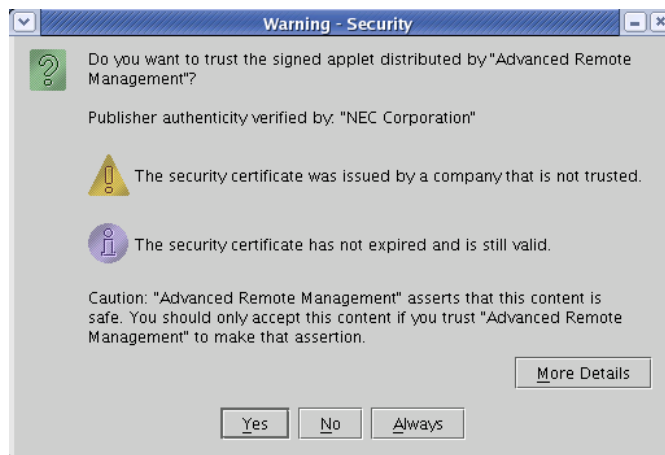 Warning - Security
Do you want to trust the signed applet distributed by "Advanced Remote
Management"?
Publisher authenticity verified by: "NEC Corporation"
The security certificate was issued by a company that is not trusted.
The security certificate has not expired and is still valid.
Caution: "Advanced Remote Management" asserts that this content is
safe. You should only accept this content if you trust "Advanced Remote
Management" to make that assertion.
More Details
Yes No Always